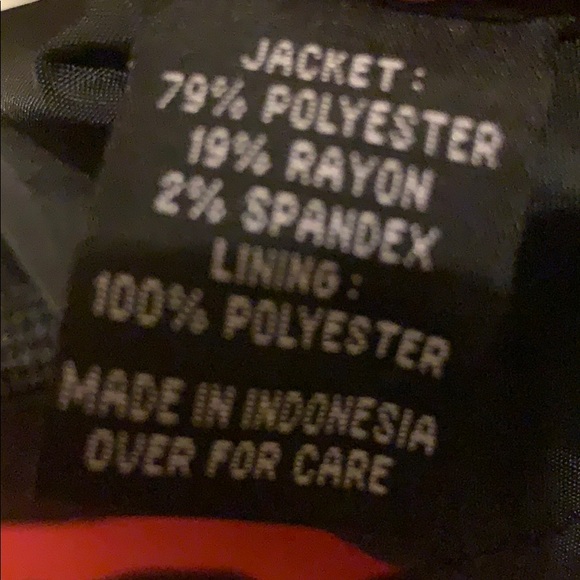 JACKET:
79% POLYESTER
19% RAYON
2% SPANDEX
LINING:
100% POLYESTER
MADE IN INDONESIA
OVER FOR CARE